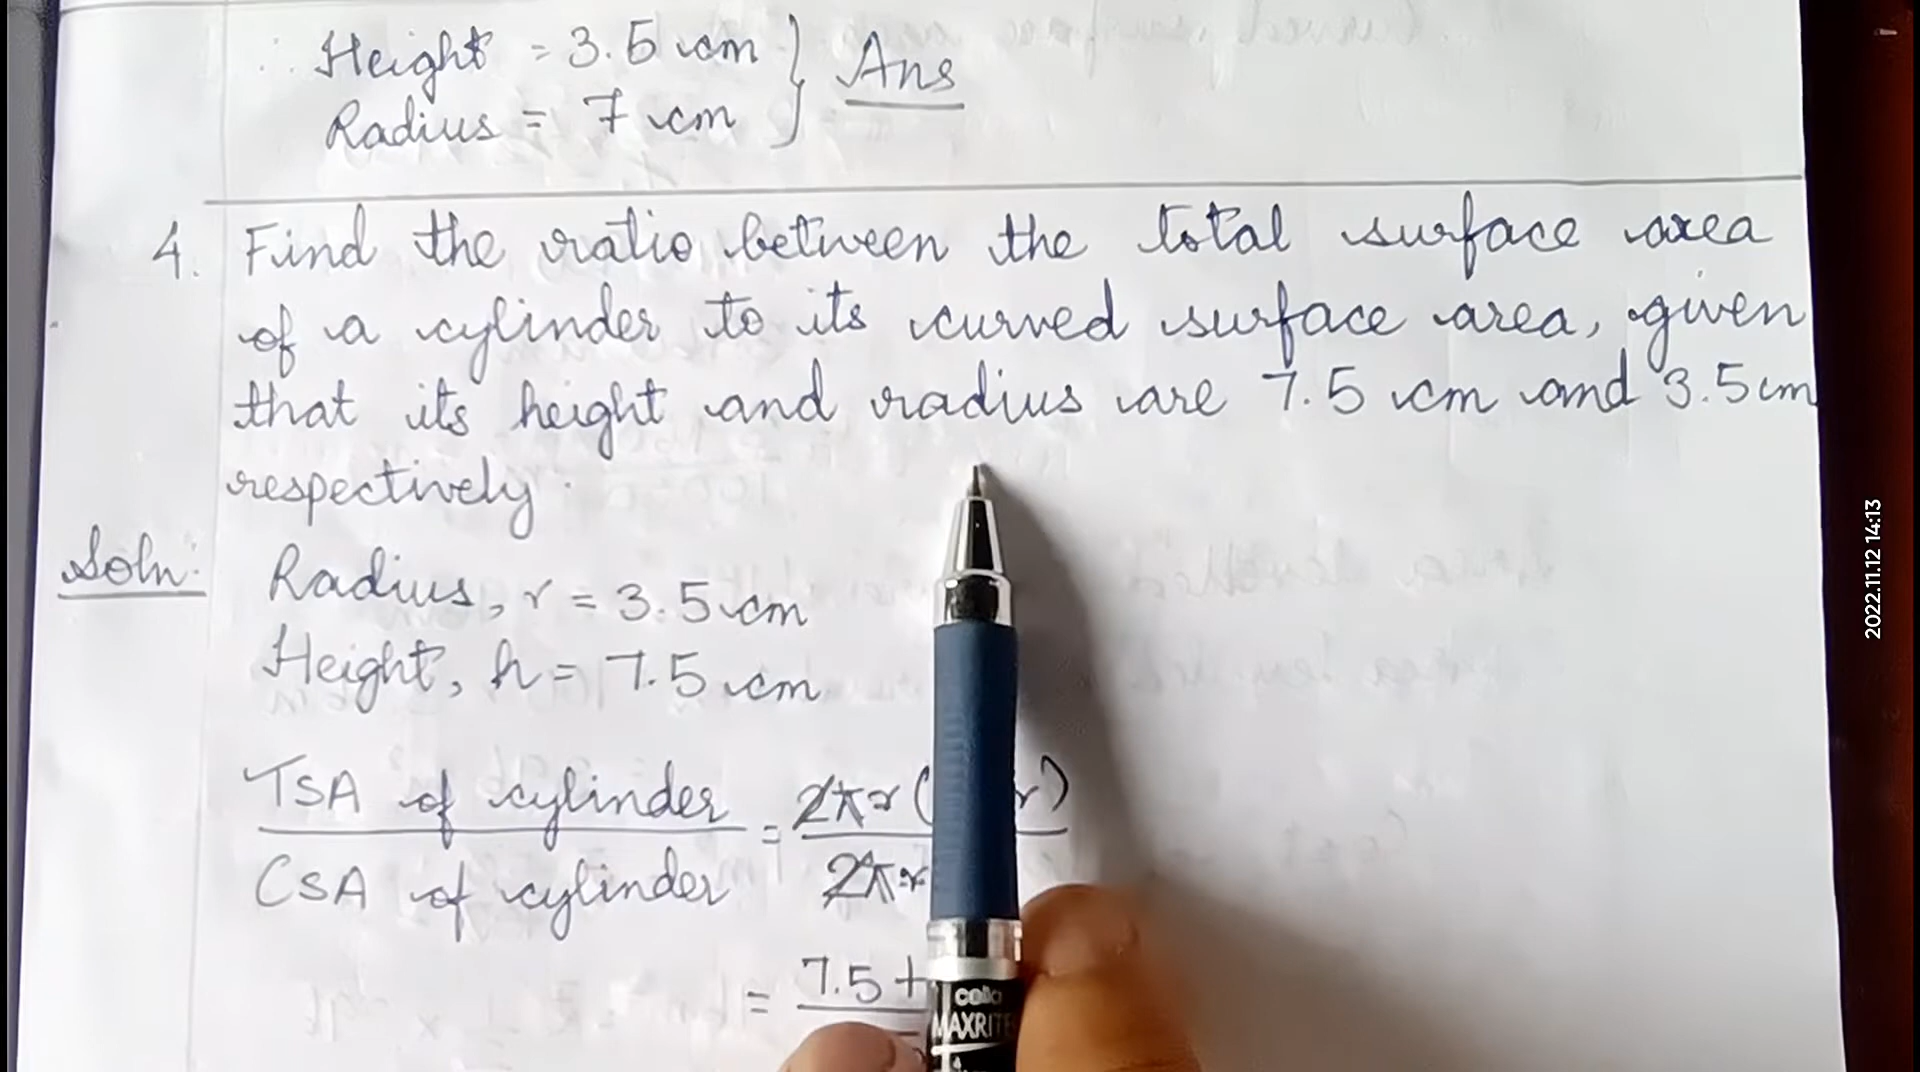 ∴ Height = 3.5 cm } Ans
Radius = 7 cm
4. Find the ratio between the total surface area
of a cylinder to its curved surface area, given
that its height and radius are 7.5 cm and 3.5 cm
respectively.
Soln:
Radius, r = 3.5 cm
Height, h = 7.5 cm
TSA of cylinder = 2πr ( r)
CSA of cylinder 2πr
= 7.5 +
cello
MAXRITE
2022.11.12 14:13